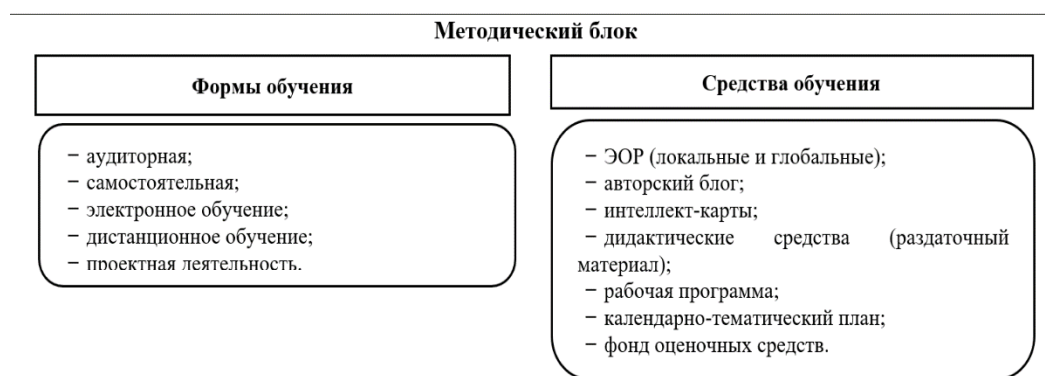 Методический блок
Формы обучения
− аудиторная;
− самостоятельная;
− электронное обучение;
− дистанционное обучение;
− проектная деятельность.
Средства обучения
− ЭОР (локальные и глобальные);
− авторский блог;
− интеллект-карты;
− дидактические средства (раздаточный
материал);
− рабочая программа;
− календарно-тематический план;
− фонд оценочных средств.